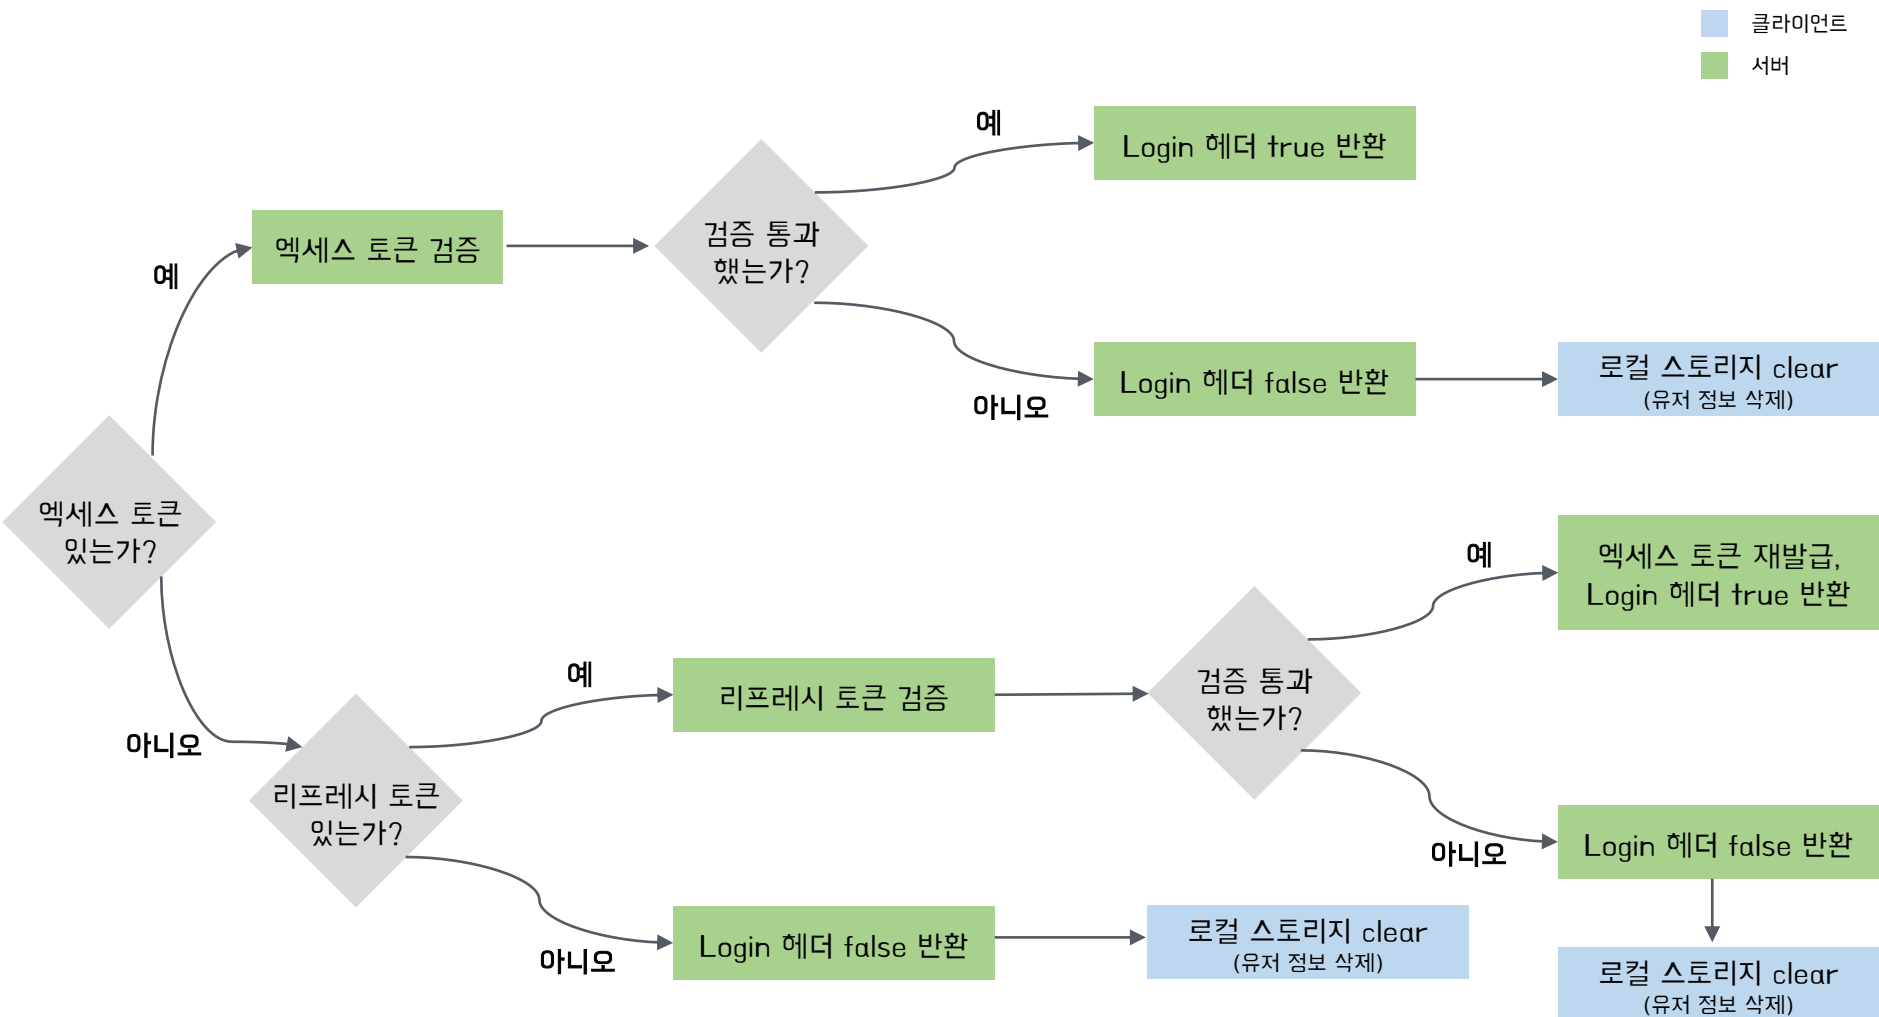 클라이언트
서버
예
Login 헤더 true 반환
엑세스 토큰 검증
검증 통과
했는가?
예
아니오
Login 헤더 false 반환
로컬 스토리지 clear
(유저 정보 삭제)
엑세스 토큰
있는가?
아니오
예
엑세스 토큰 재발급,
Login 헤더 true 반환
예
리프레시 토큰 검증
검증 통과
했는가?
리프레시 토큰
있는가?
아니오
Login 헤더 false 반환
아니오
Login 헤더 false 반환
로컬 스토리지 clear
(유저 정보 삭제)
로컬 스토리지 clear
(유저 정보 삭제)